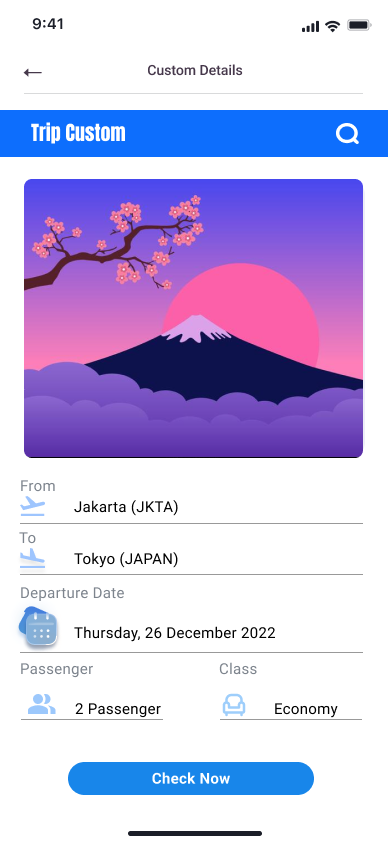 9:41
Custom Details
Trip Custom
From
Jakarta (JKTA)
To
Tokyo (JAPAN)
Departure Date
Thursday, 26 December 2022
Passenger Class
2 Passenger Economy
Check Now